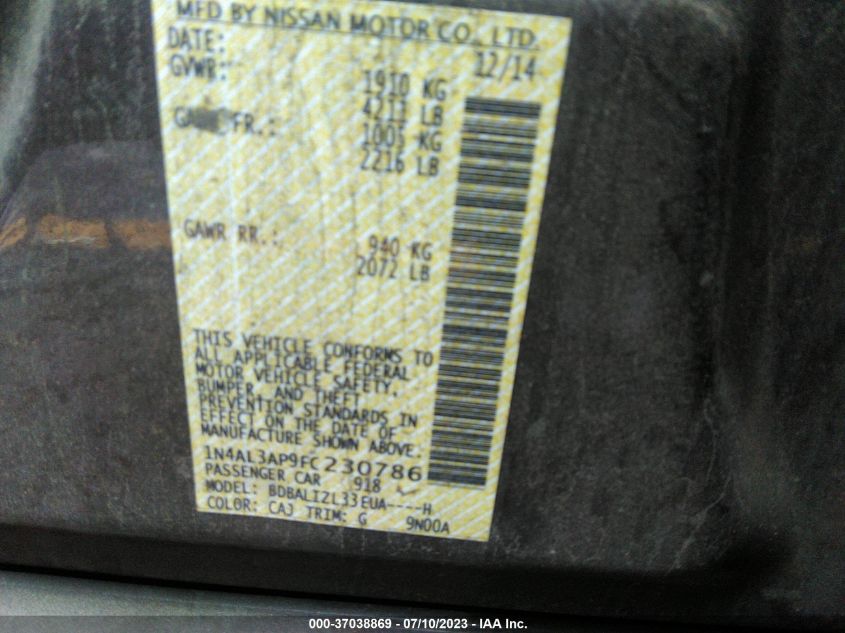 MFD BY NISSAN MOTOR CO., LTD.
DATE: 12/14
GVWR: 1910 KG
4211 LB
GAWR FR.: 1005 KG
2216 LB
GAWR RR.: 940 KG
2072 LB
THIS VEHICLE CONFORMS TO
ALL APPLICABLE FEDERAL
MOTOR VEHICLE SAFETY,
BUMPER, AND THEFT
PREVENTION STANDARDS IN
EFFECT ON THE DATE OF
MANUFACTURE SHOWN ABOVE.
1N4AL3AP9FC230786
PASSENGER CAR 918
MODEL: BDBALIZL33EUA----H
COLOR: CAJ TRIM: G 9N00A
000-37038869 - 07/10/2023 - IAA Inc.